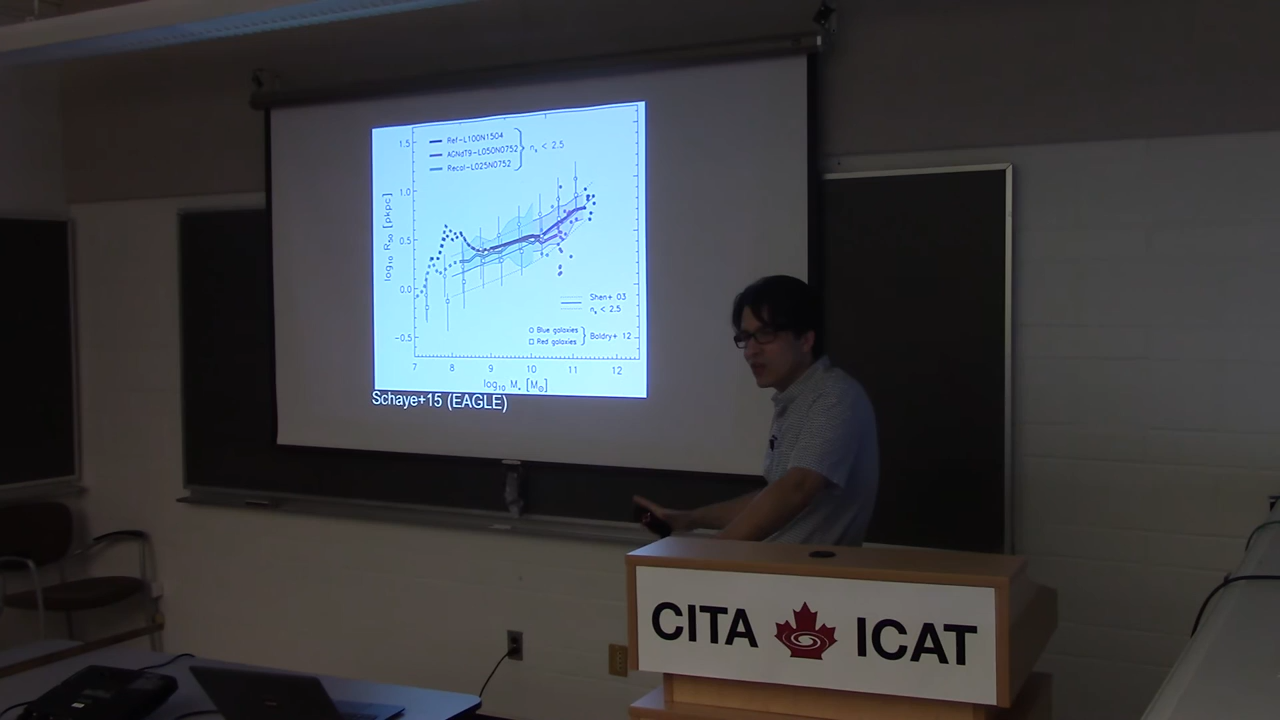 1.5
1.0
0.5
0.0
−0.5
log₁₀ R₅₀ [pkpc]
Ref-L100N1504
AGNdT9-L050N0752
Recal-L025N0752
nₛ < 2.5
Shen+ 03
nₛ < 2.5
Blue galaxies
Red galaxies
Baldry+ 12
7 8 9 10 11 12
log₁₀ M⁎ [M⊙]
Schaye+15 (EAGLE)
CITA ICAT